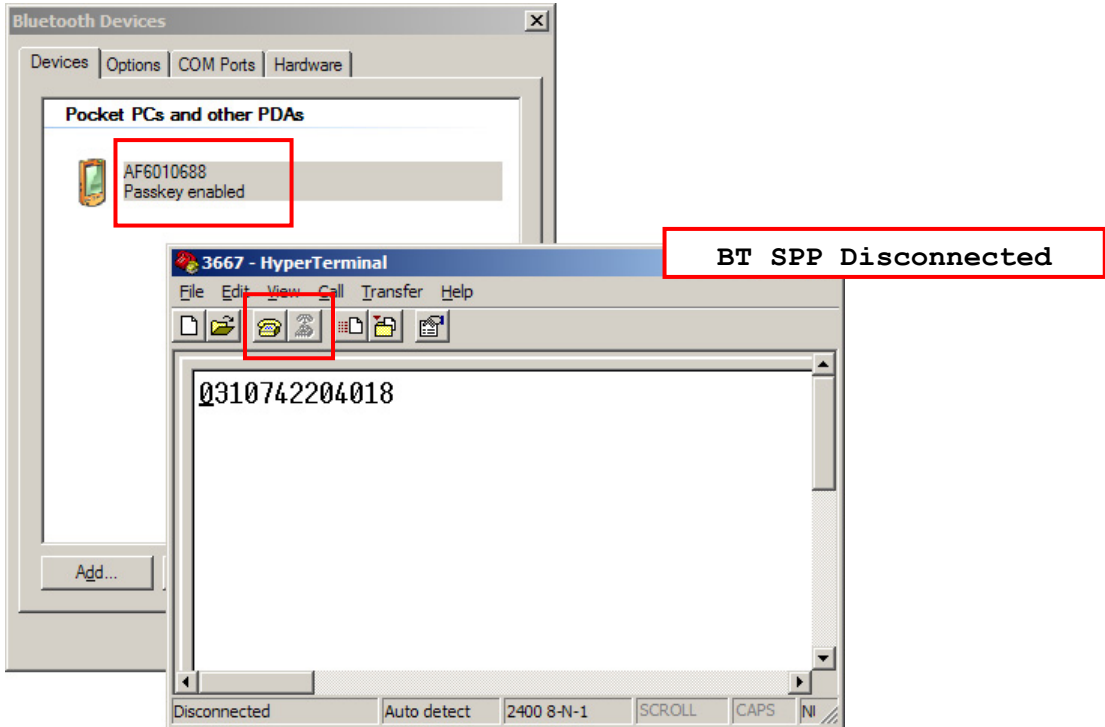 Bluetooth Devices
Devices Options COM Ports Hardware
Pocket PCs and other PDAs
AF6010688
Passkey enabled
BT SPP Disconnected
3667 - HyperTerminal
File Edit View Call Transfer Help
0310742204018
Add...
Disconnected Auto detect 2400 8-N-1 SCROLL CAPS